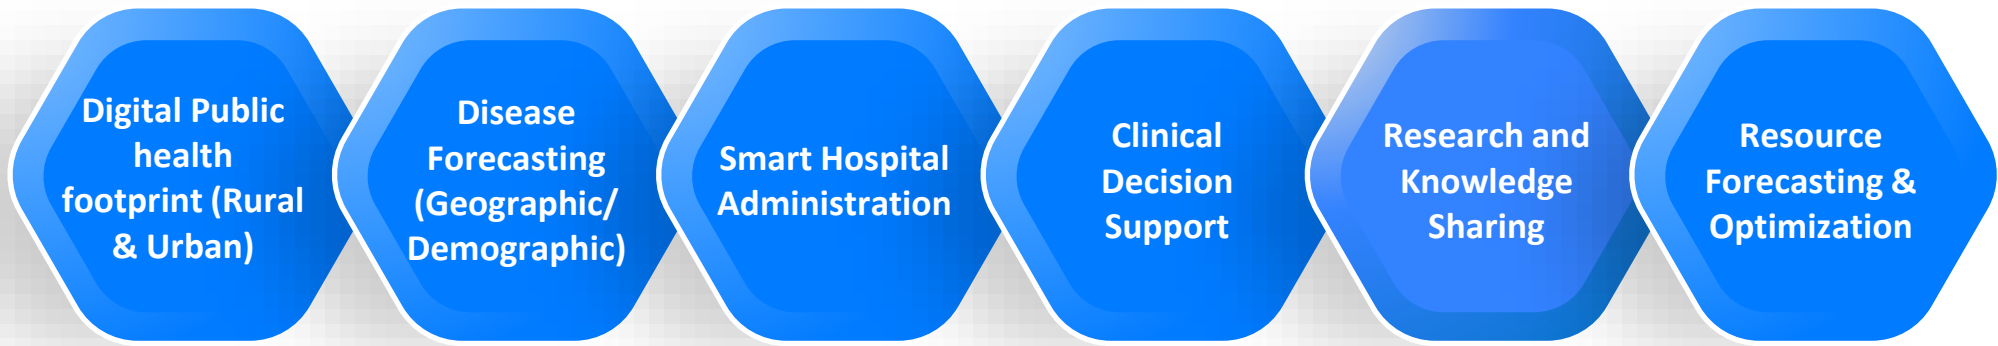 Digital Public
health
footprint (Rural
& Urban)
Disease
Forecasting
(Geographic/
Demographic)
Smart Hospital
Administration
Clinical
Decision
Support
Research and
Knowledge
Sharing
Resource
Forecasting &
Optimization